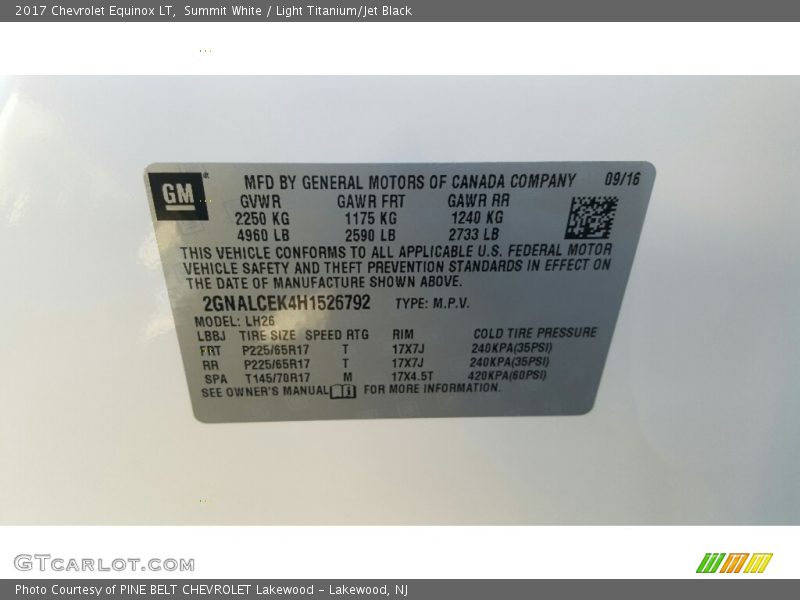 2017 Chevrolet Equinox LT, Summit White / Light Titanium/Jet Black
GM
MFD BY GENERAL MOTORS OF CANADA COMPANY 09/16
GVWR GAWR FRT GAWR RR
2250 KG 1175 KG 1240 KG
4960 LB 2590 LB 2733 LB
THIS VEHICLE CONFORMS TO ALL APPLICABLE U.S. FEDERAL MOTOR
VEHICLE SAFETY AND THEFT PREVENTION STANDARDS IN EFFECT ON
THE DATE OF MANUFACTURE SHOWN ABOVE.
2GNALCEK4H1526792 TYPE: M.P.V.
MODEL: LH26
LBBJ TIRE SIZE SPEED RTG RIM COLD TIRE PRESSURE
FRT P225/65R17 T 17X7J 240KPA(35PSI)
RR P225/65R17 T 17X7J 240KPA(35PSI)
SPA T145/70R17 M 17X4.5T 420KPA(60PSI)
SEE OWNER'S MANUAL FOR MORE INFORMATION.
GTcarlot.com
Photo Courtesy of PINE BELT CHEVROLET Lakewood - Lakewood, NJ